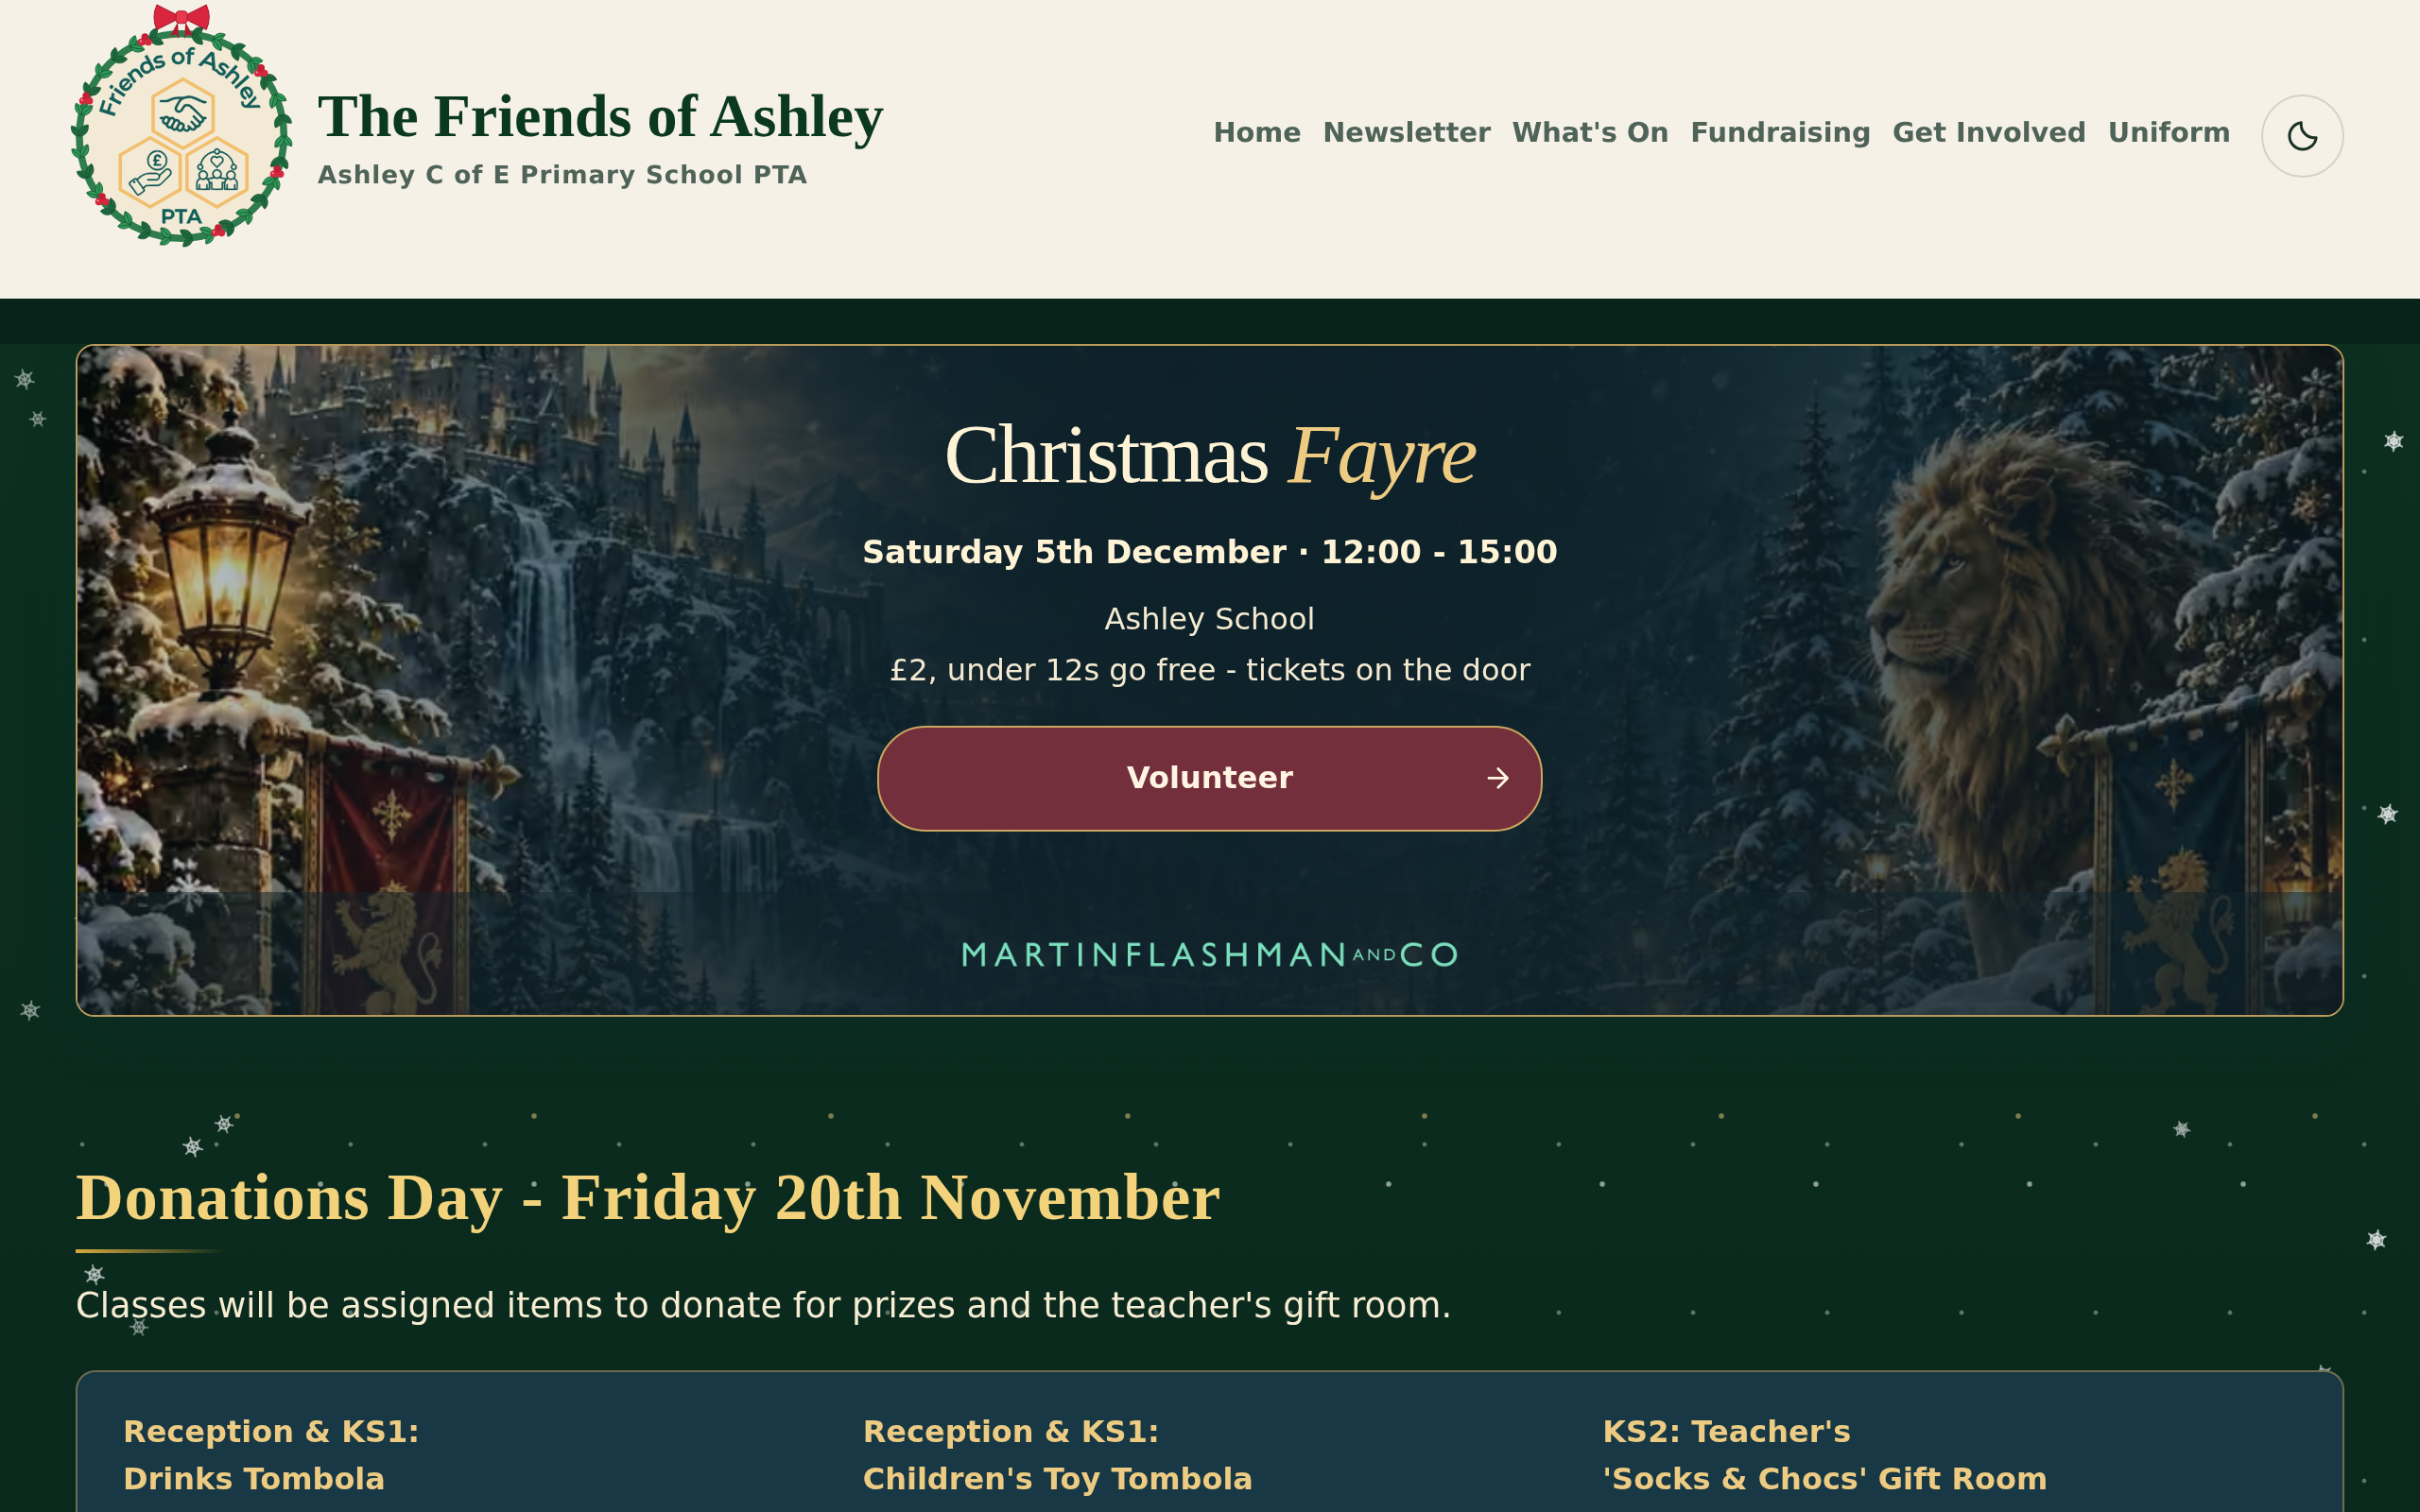 Friends of Ashley
£
PTA
The Friends of Ashley
Ashley C of E Primary School PTA
Home Newsletter What's On Fundraising Get Involved Uniform
Christmas Fayre
Saturday 5th December · 12:00 - 15:00
Ashley School
£2, under 12s go free - tickets on the door
Volunteer →
MARTINFLASHMANANDCO
Donations Day - Friday 20th November
Classes will be assigned items to donate for prizes and the teacher's gift room.
Reception & KS1:
Drinks Tombola
Reception & KS1:
Children's Toy Tombola
KS2: Teacher's
'Socks & Chocs' Gift Room